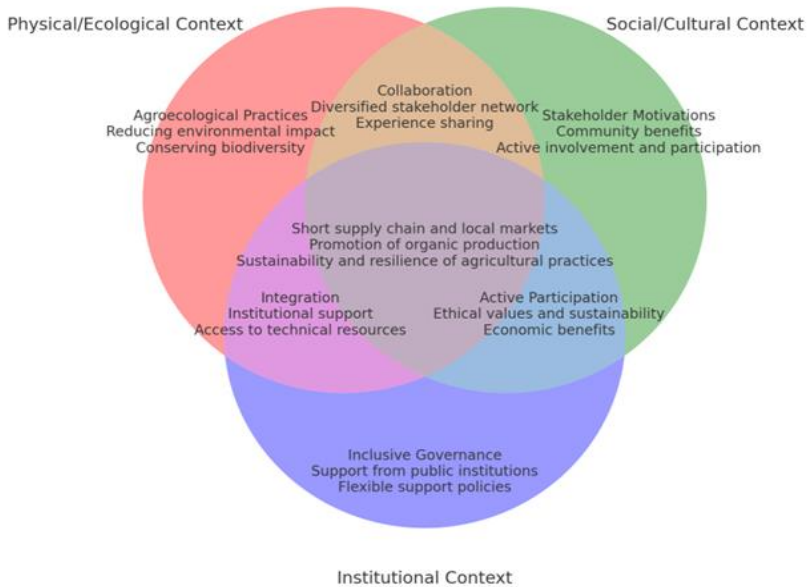 Physical/Ecological Context
Social/Cultural Context
Collaboration
Diversified stakeholder network
Experience sharing
Agroecological Practices
Reducing environmental impact
Conserving biodiversity
Stakeholder Motivations
Community benefits
Active involvement and participation
Short supply chain and local markets
Promotion of organic production
Sustainability and resilience of agricultural practices
Integration
Institutional support
Access to technical resources
Active Participation
Ethical values and sustainability
Economic benefits
Inclusive Governance
Support from public institutions
Flexible support policies
Institutional Context